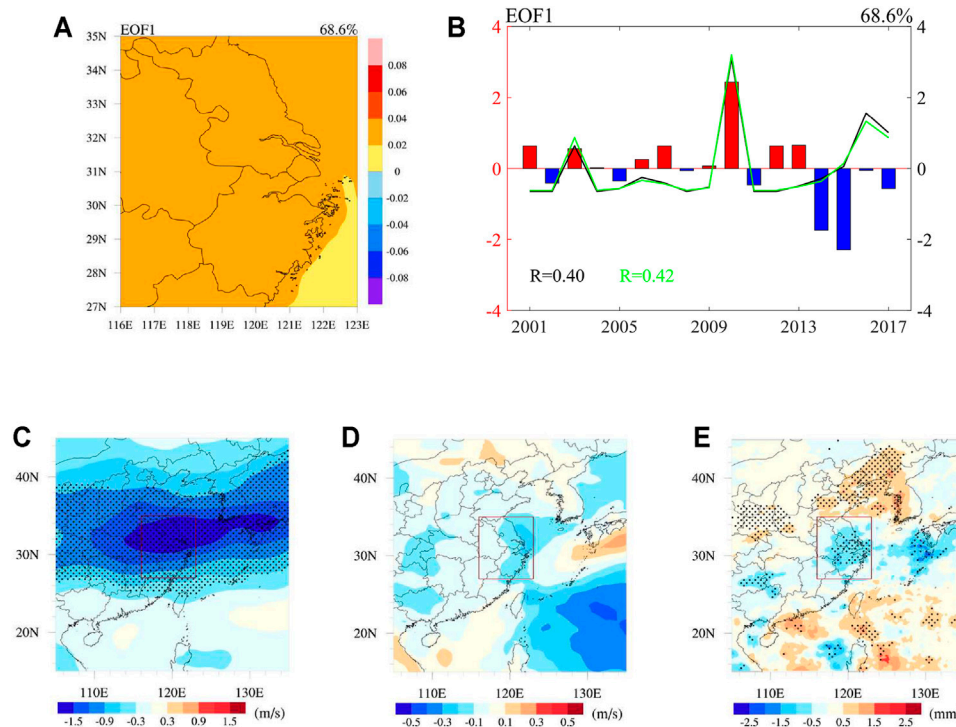 A
EOF1 68.6%
35N
34N
33N
32N
31N
30N
29N
28N
27N
116E 117E 118E 119E 120E 121E 122E 123E
0.08
0.06
0.04
0.02
0
-0.02
-0.04
-0.06
-0.08
B
EOF1 68.6%
4 4
2 2
0 0
-2 -2
-4 -4
R=0.40 R=0.42
2001 2005 2009 2013 2017
C
40N
30N
20N
110E 120E 130E
-1.5 -0.9 -0.3 0.3 0.9 1.5 (m/s)
D
40N
30N
20N
110E 120E 130E
-0.5 -0.3 -0.1 0.1 0.3 0.5 (m/s)
E
40N
30N
20N
110E 120E 130E
-2.5 -1.5 -0.5 0.5 1.5 2.5 (mm